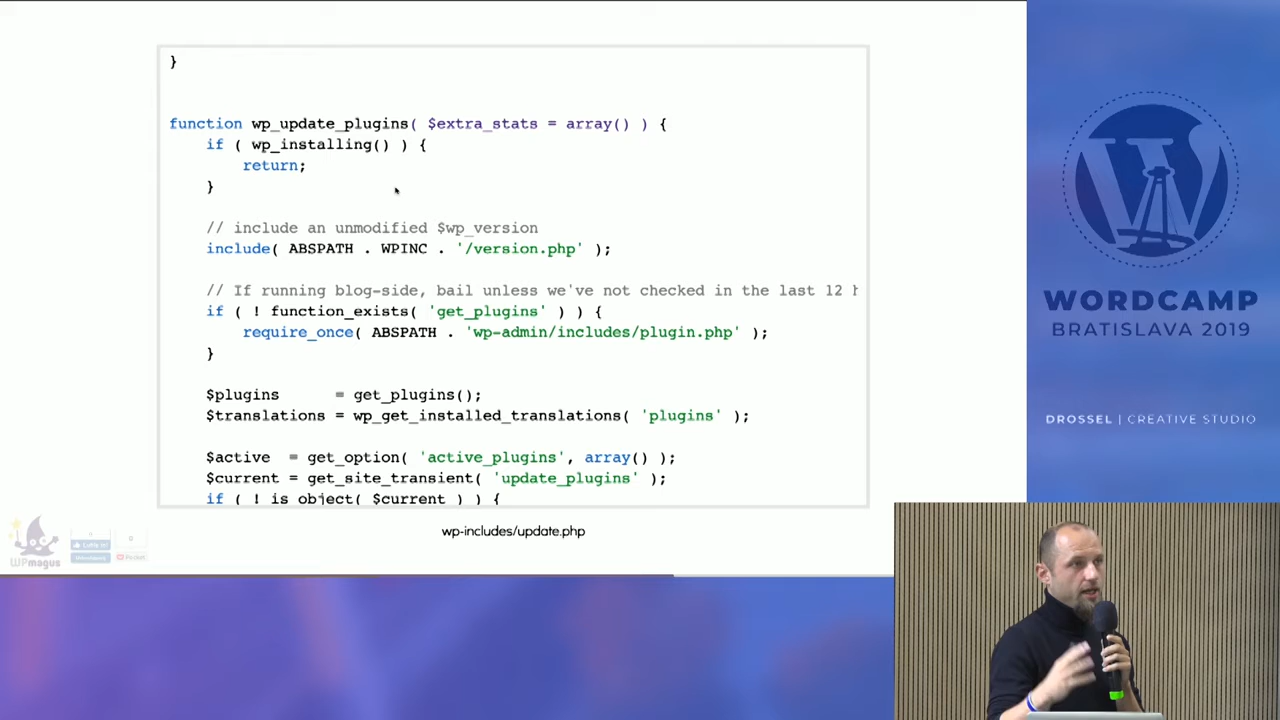 }
function wp_update_plugins( $extra_stats = array() ) {
if ( wp_installing() ) {
return;
}
// include an unmodified $wp_version
include( ABSPATH . WPINC . '/version.php' );
// If running blog-side, bail unless we've not checked in the last 12 h
if ( ! function_exists( 'get_plugins' ) ) {
require_once( ABSPATH . 'wp-admin/includes/plugin.php' );
}
$plugins = get_plugins();
$translations = wp_get_installed_translations( 'plugins' );
$active = get_option( 'active_plugins', array() );
$current = get_site_transient( 'update_plugins' );
if ( ! is_object( $current ) ) {
wp-includes/update.php
WPmagus
0
0
Pocket
WORDCAMP
BRATISLAVA 2019
DROSSEL | CREATIVE STUDIO